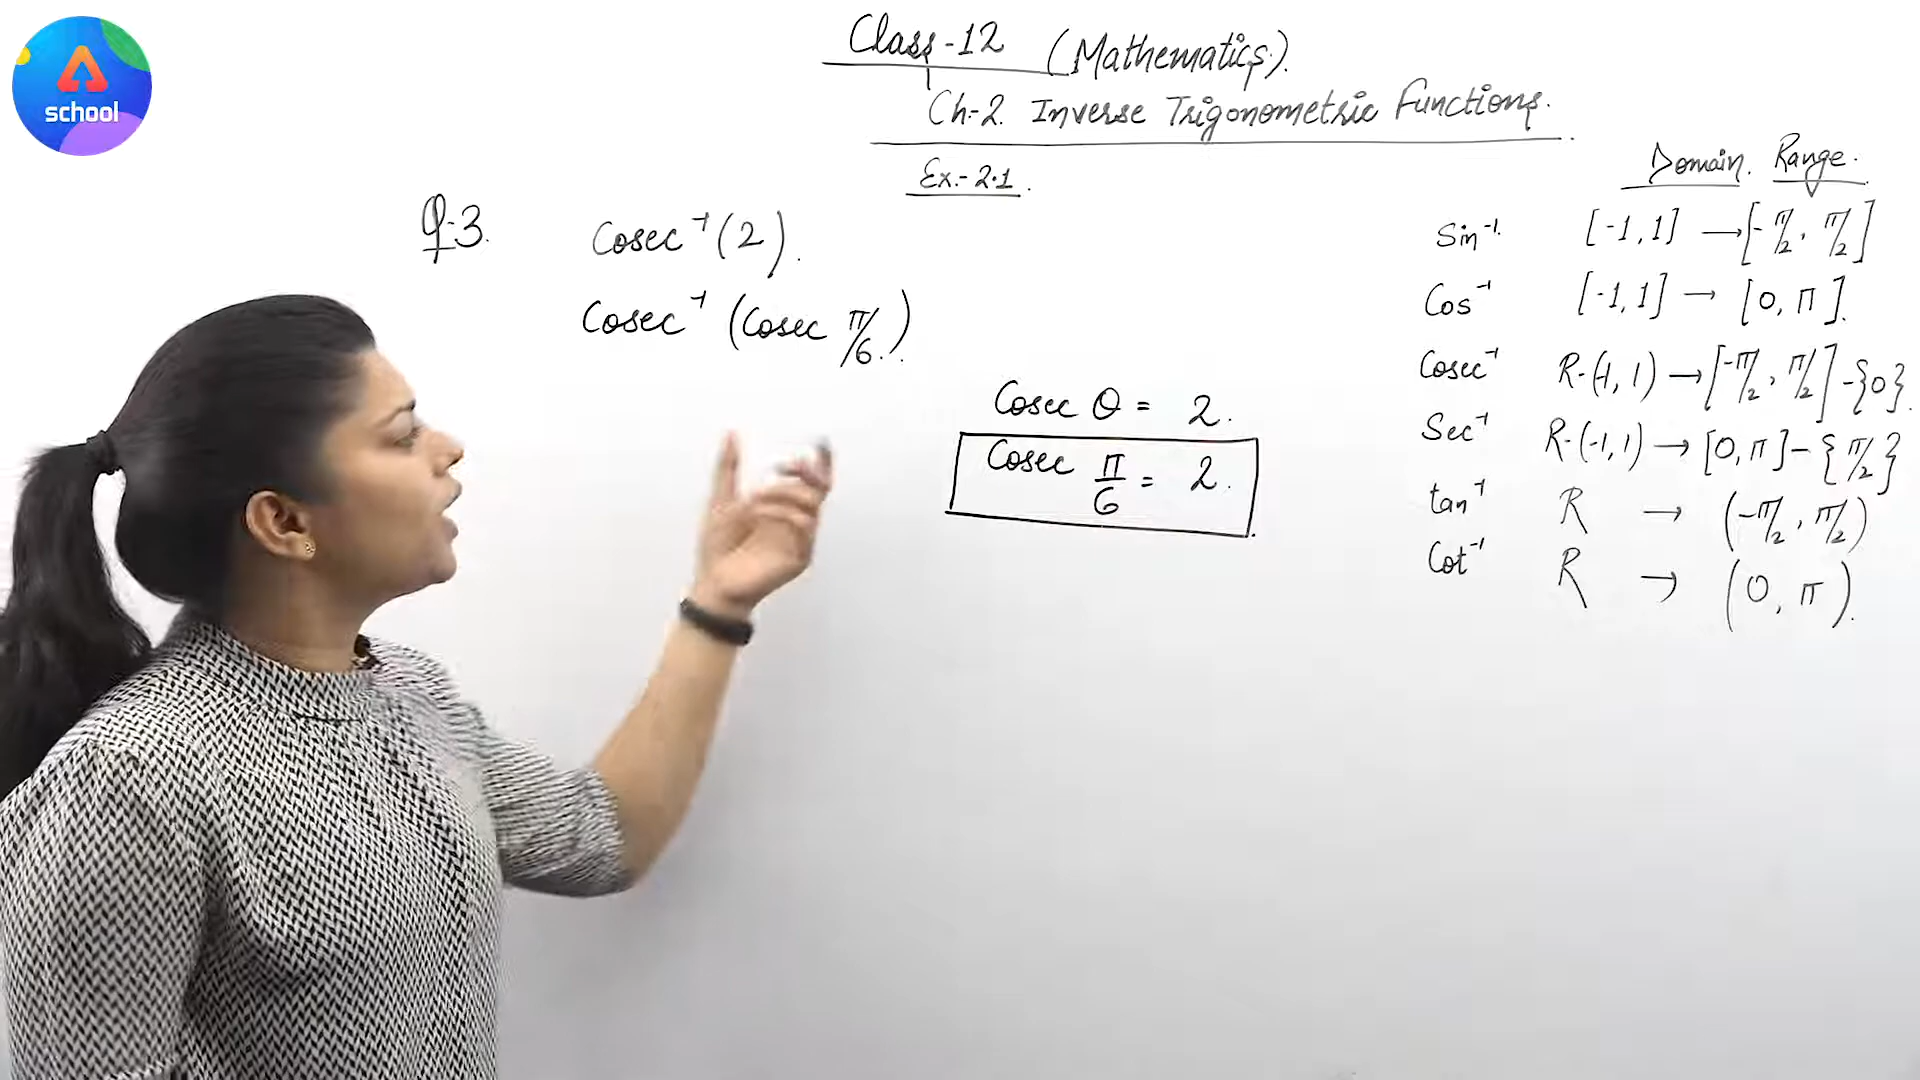 A
school
Class-12 (Mathematics).
Ch-2. Inverse Trigonometric Functions.
Ex.- 2.1.
Q-3. Cosec⁻¹(2).
Cosec⁻¹ (Cosec π/6).
Cosec θ = 2.
Cosec π/6 = 2.
Domain. Range.
Sin⁻¹. [-1,1] → [-π/2, π/2]
Cos⁻¹ [-1,1] → [0,π].
Cosec⁻¹ R-(-1,1) → [-π/2, π/2]-{0}.
Sec⁻¹ R-(-1,1) → [0,π]-{π/2}
tan⁻¹ R → (-π/2, π/2)
Cot⁻¹ R → (0,π).